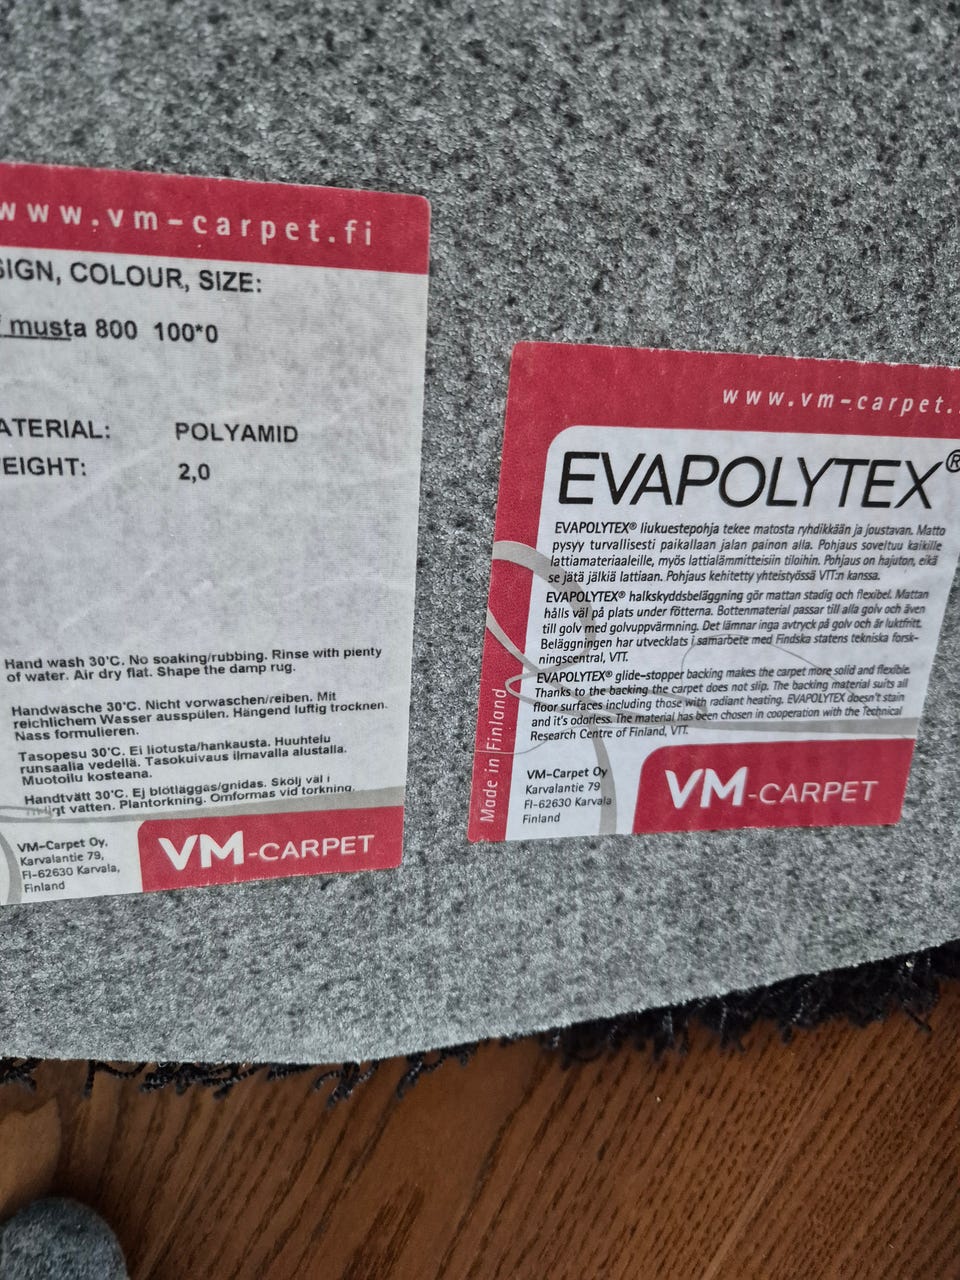 www.vm-carpet.fi
SIGN, COLOUR, SIZE:
musta 800 100*0
ATERIAL: POLYAMID
EIGHT: 2,0
Hand wash 30°C. No soaking/rubbing. Rinse with plenty
of water. Air dry flat. Shape the damp rug.
Handwäsche 30°C. Nicht vorwaschen/reiben. Mit
reichlichem Wasser ausspülen. Hängend luftig trocknen.
Nass formulieren.
Tasopesu 30°C. Ei liotusta/hankausta. Huuhtelu
runsaalla vedellä. Tasokuivaus ilmavalla alustalla.
Muotoilu kosteana.
Handtvätt 30°C. Ej blötläggas/gnidas. Skölj väl i
vatten. Plantorkning. Omformas vid torkning.
VM-Carpet Oy,
Karvalantie 79,
FI-62630 Karvala,
Finland
VM-CARPET
www.vm-carpet.
EVAPOLYTEX®
EVAPOLYTEX® liukuestepohja tekee matosta ryhdikkään ja joustavan. Matto
pysyy turvallisesti paikallaan jalan painon alla. Pohjaus soveltuu kaikille
lattiamateriaaleille, myös lattialämmitteisiin tiloihin. Pohjaus on hajuton, eikä
se jätä jälkiä lattiaan. Pohjaus kehitetty yhteistyössä VTT:n kanssa.
EVAPOLYTEX® halkskyddsbeläggning gör mattan stadig och flexibel. Mattan
hålls väl på plats under fötterna. Bottenmaterial passar till alla golv och även
till golv med golvuppvärmning. Det lämnar inga avtryck på golv och är luktfritt.
Beläggningen har utvecklats i samarbete med Findska statens tekniska forsk-
ningscentral, VTT.
EVAPOLYTEX® glide-stopper backing makes the carpet more solid and flexible.
Thanks to the backing the carpet does not slip. The backing material suits all
floor surfaces including those with radiant heating. EVAPOLYTEX doesn't stain
and it's odorless. The material has been chosen in cooperation with the Technical
Research Centre of Finland, VTT.
Made in Finland
VM-Carpet Oy
Karvalantie 79
FI-62630 Karvala
Finland
VM-CARPET